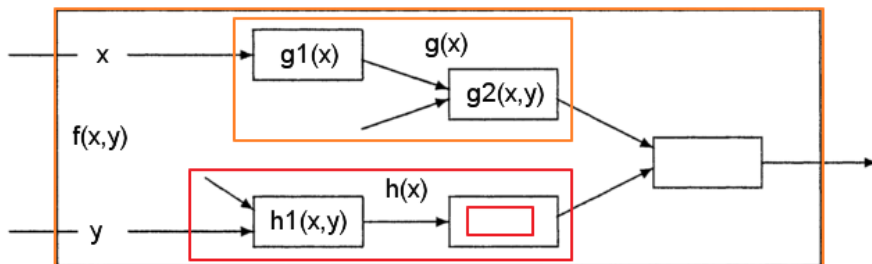 x
g1(x)
g(x)
g2(x,y)
f(x,y)
h(x)
h1(x,y)
y